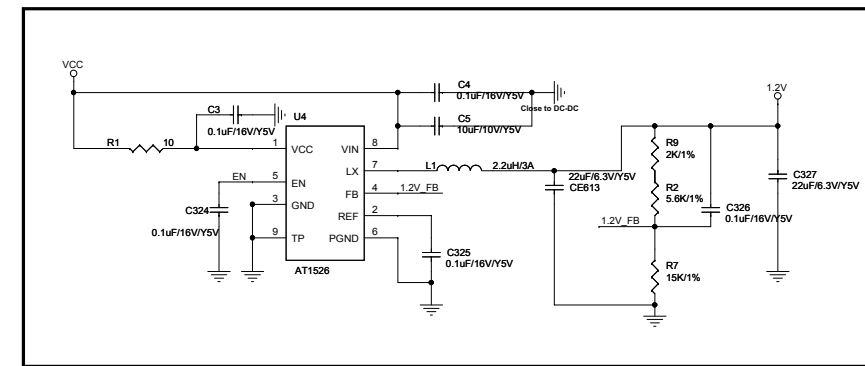 VCC
C4
0.1uF/16V/Y5V
Close to DC-DC
1.2V
C3
0.1uF/16V/Y5V
U4
C5
10uF/10V/Y5V
R1
10
1
VCC
VIN
8
LX
7
L1
2.2uH/3A
R9
2K/1%
EN
5
EN
FB
4
1.2V_FB
22uF/6.3V/Y5V
CE613
C327
22uF/6.3V/Y5V
R2
5.6K/1%
C324
0.1uF/16V/Y5V
3
GND
REF
2
C326
0.1uF/16V/Y5V
1.2V_FB
9
TP
PGND
6
C325
0.1uF/16V/Y5V
R7
15K/1%
AT1526